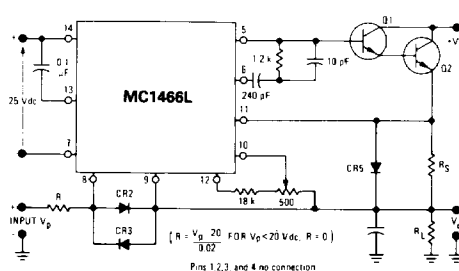 14
5
Q1
+V
+
0.1
μF
1.2 k
10 pF
Q2
6
240 pF
25 Vdc
13
MC1466L
11
10
CR5
RS
7
8
9
12
+
R
CR2
18 k
500
INPUT Vp
CR3
( R = Vp 20 / 0.02 FOR Vp<20 Vdc, R = 0 )
RL
Pins 1,2,3, and 4 no connection